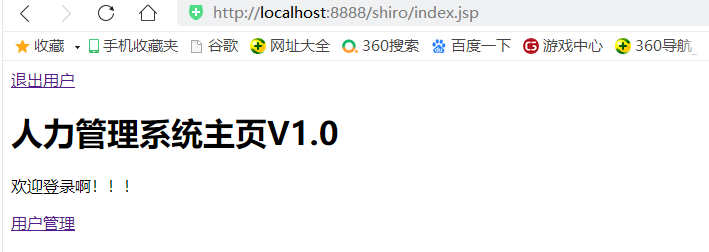 http://localhost:8888/shiro/index.jsp
收藏 手机收藏夹 谷歌 网址大全 360搜索 百度一下 游戏中心 360导航_
退出用户
人力管理系统主页V1.0
欢迎登录啊！！！
用户管理